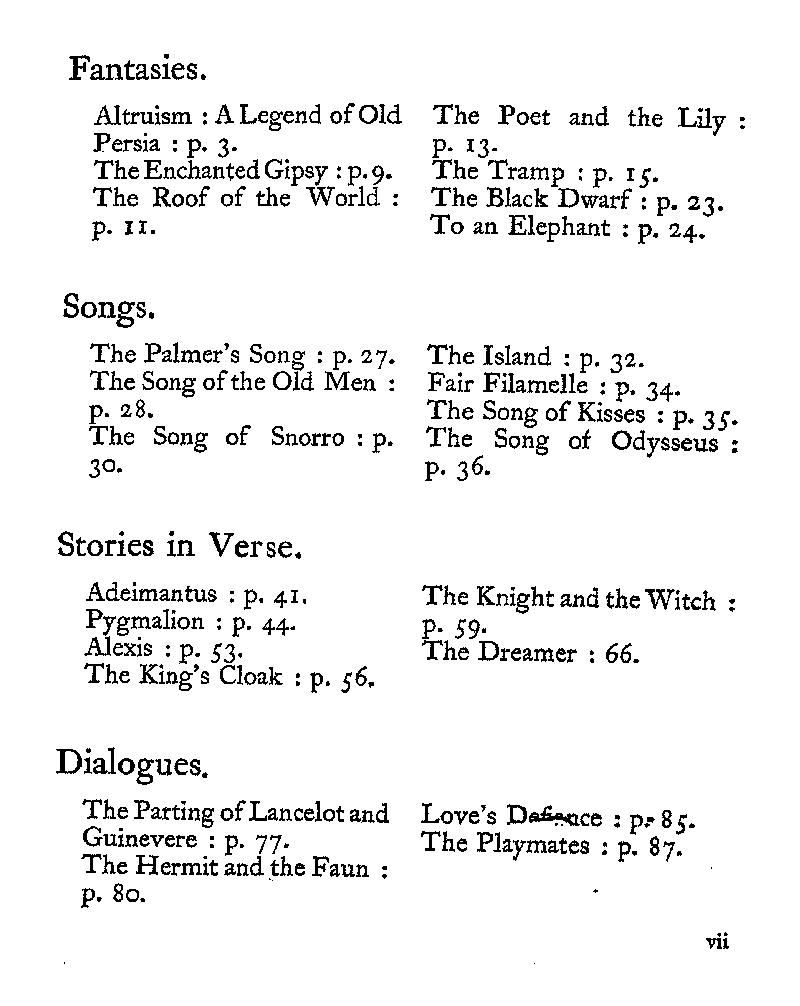 Fantasies.
Altruism : A Legend of Old
Persia : p. 3.
The Enchanted Gipsy : p. 9.
The Roof of the World :
p. 11.
The Poet and the Lily :
p. 13.
The Tramp : p. 15.
The Black Dwarf : p. 23.
To an Elephant : p. 24.
Songs.
The Palmer's Song : p. 27.
The Song of the Old Men :
p. 28.
The Song of Snorro : p.
30.
The Island : p. 32.
Fair Filamelle : p. 34.
The Song of Kisses : p. 35.
The Song of Odysseus :
p. 36.
Stories in Verse.
Adeimantus : p. 41.
Pygmalion : p. 44.
Alexis : p. 53.
The King's Cloak : p. 56.
The Knight and the Witch :
p. 59.
The Dreamer : 66.
Dialogues.
The Parting of Lancelot and
Guinevere : p. 77.
The Hermit and the Faun :
p. 80.
Love's : p. 85.
The Playmates : p. 87.
vii